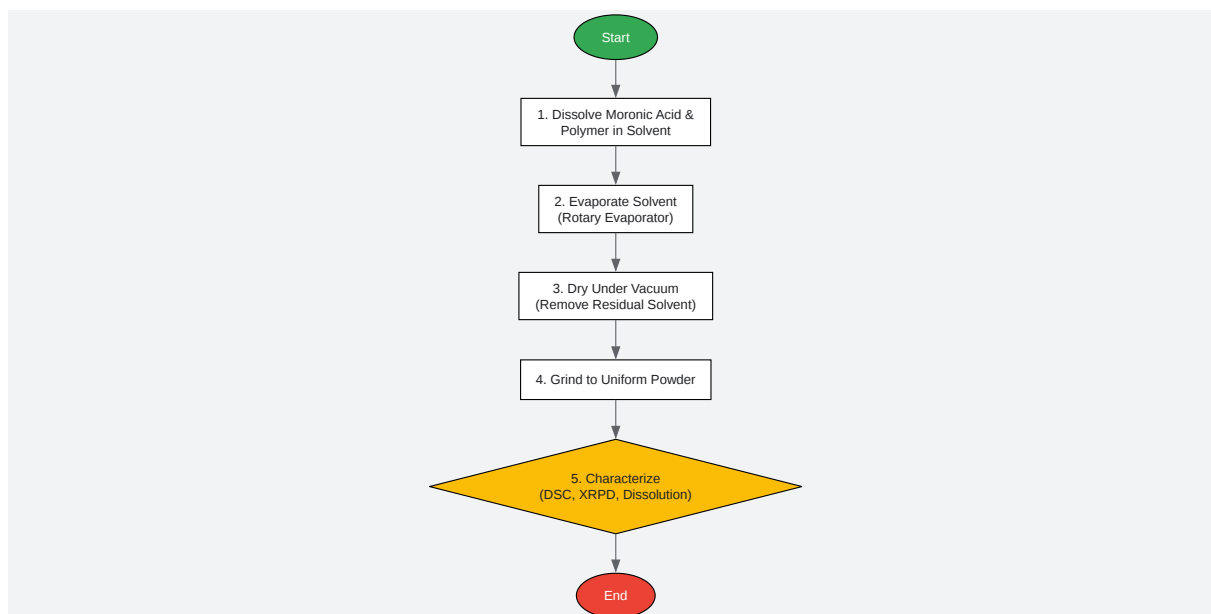 Start
1. Dissolve Moronic Acid &
Polymer in Solvent
2. Evaporate Solvent
(Rotary Evaporator)
3. Dry Under Vacuum
(Remove Residual Solvent)
4. Grind to Uniform Powder
5. Characterize
(DSC, XRPD, Dissolution)
End